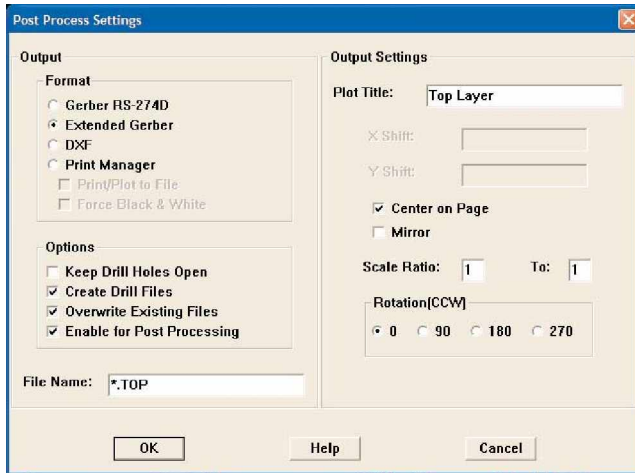 Post Process Settings
Output
Format
Gerber RS-274D
Extended Gerber
DXF
Print Manager
Print/Plot to File
Force Black & White
Options
Keep Drill Holes Open
Create Drill Files
Overwrite Existing Files
Enable for Post Processing
File Name: *.TOP
Output Settings
Plot Title: Top Layer
X Shift:
Y Shift:
Center on Page
Mirror
Scale Ratio: 1 To: 1
Rotation(CCW)
0 90 180 270
OK Help Cancel